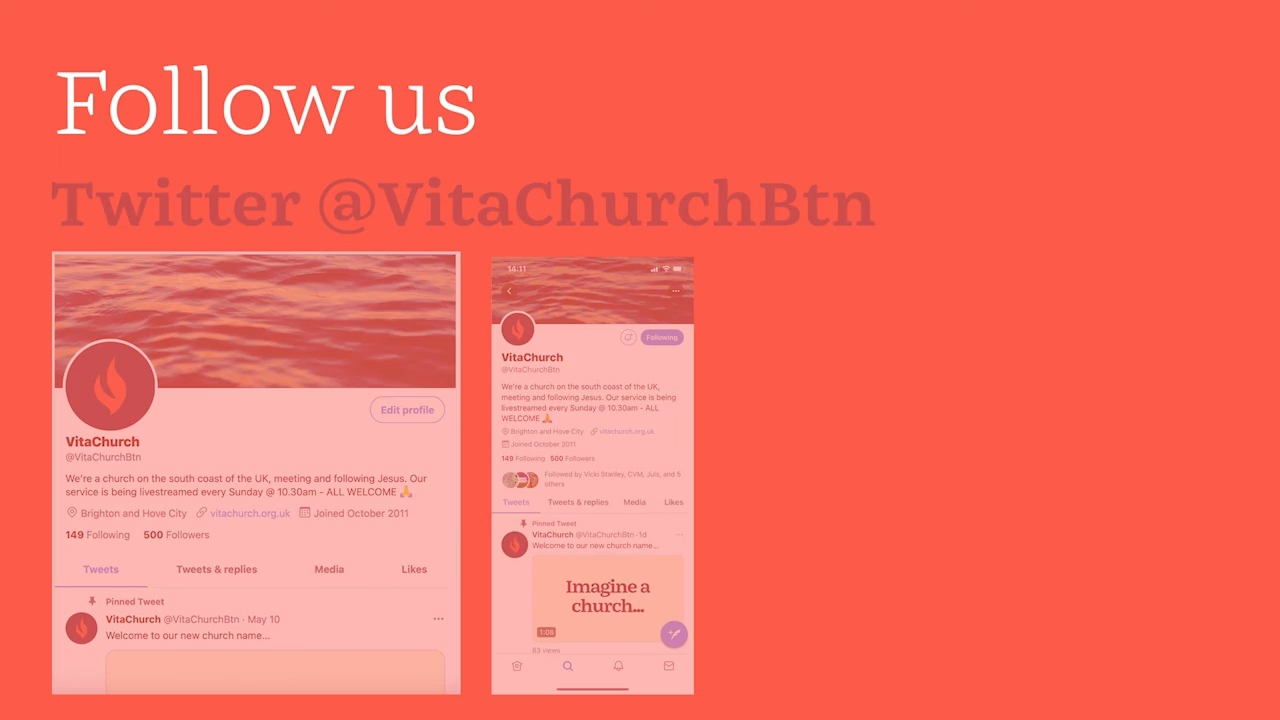 Follow us
Twitter @VitaChurchBtn
Edit profile
VitaChurch
@VitaChurchBtn
We're a church on the south coast of the UK, meeting and following Jesus. Our
service is being livestreamed every Sunday @ 10.30am - ALL WELCOME 🙏
Brighton and Hove City vitachurch.org.uk Joined October 2011
149 Following 500 Followers
Tweets Tweets & replies Media Likes
Pinned Tweet
VitaChurch @VitaChurchBtn · May 10
Welcome to our new church name...
14:11
Following
VitaChurch
@VitaChurchBtn
We're a church on the south coast of the UK,
meeting and following Jesus. Our service is being
livestreamed every Sunday @ 10.30am - ALL
WELCOME 🙏
Brighton and Hove City vitachurch.org.uk
Joined October 2011
149 Following 500 Followers
Followed by Vicki Stanley, CVM, Juls, and 5
others
Tweets Tweets & replies Media Likes
Pinned Tweet
VitaChurch @VitaChurchBtn · 1d
Welcome to our new church name...
Imagine a
church...
1:08
83 views